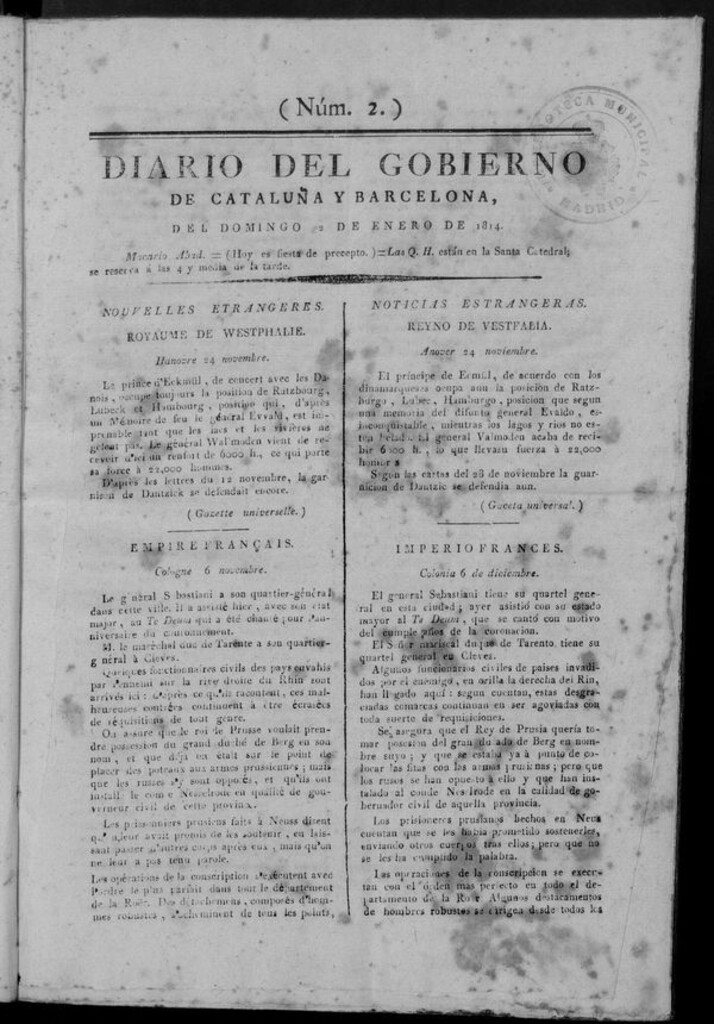 ( Núm. 2. )
DIARIO DEL GOBIERNO
DE CATALUÑA Y BARCELONA,
DEL DOMINGO 2 DE ENERO DE 1814.
Macario Abad. = (Hoy es fiesta de precepto.) = Las Q. H. están en la Santa Catedral;
se reserva á las 4 y media de la tarde.
NOUVELLES ETRANGERES.
ROYAUME DE WESTPHALIE.
Hanovre 24 novembre.
Le prince d'Eckmül, de concert avec les Da-
nois, occupe toujours la position de Ratzbourg,
Lubeck et Hambourg, position qui, d'après
un Mémoire de feu le général Evvald, est im-
prenable tant que les lacs et les rivières ne
gelent pas. Le général Walmoden vient de re-
cevoir d'ici un renfort de 6000 h., ce qui porte
sa force à 22,000 hommes.
D'après les lettres du 12 novembre, la gar-
nison de Dantzick se defendait encore.
( Gazette universelle. )
EMPIRE FRANÇAIS.
Cologne 6 novembre.
Le général Sébastiani a son quartier-général
dans cette ville. Il a assisté hier, avec son état
major, au Te Deum qui a été chanté pour l'an-
niversaire du couronnement.
M. le maréchal duc de Tarente a son quartier-
général à Cleves.
Quelques fonctionnaires civils des pays envahis
par l'ennemi sur la rive droite du Rhin sont
arrivés ici : d'après ce qu'ils racontent, ces mal-
heureuses contrées continuent à être écrasées
de réquisitions de tout genre.
On assure que le roi de Prusse voulait prendre
possession du grand duché de Berg en son
nom, et que déjà on était sur le point de
placer des poteaux aux armes prussiennes ; mais
que les russes s'y sont opposés, et qu'ils ont
installé le comte Nesselrode en qualité de gou-
verneur civil de cette province.
Les prisonniers prusiens faits à Neuss disent
qu'on leur avait promis de les soutenir, en fais-
sant passer d'autres corps après eux, mais qu'on
ne leur a pas tenu parole.
Les opérations de la conscription s'exécutent avec
l'ordre le plus parfait dans tout le département
de la Roër. Des détachemens, composés d'hom-
mes robustes, s'acheminent de tous les points,
NOTICIAS ESTRANGERAS.
REYNO DE VESTFALIA.
Anover 24 noviembre.
El príncipe de Ecmül, de acuerdo con los
dinamarqueses ocupa aun la posicion de Ratz-
burgo, Lubec, Hamburgo, posicion que segun
una memoria del difunto general Evaldo, es
inconquistable, mientras los lagos y rios no es-
ten helados. El general Valmoden acaba de reci-
bir 6000 h., lo que lleva su fuerza á 22,000
hombres
Segun las cartas del 28 de noviembre la guar-
nicion de Dantzic se defendia aun.
( Gaceta universal. )
IMPERIO FRANCES.
Colonia 6 de diciembre.
El general Sebastiani tiene su quartel gene-
ral en esta ciudad ; ayer asistió con su estado
mayor al Te Deum, que se cantó con motivo
del cumple años de la coronacion.
El Señor mariscal duque de Tarento tiene su
quartel general en Cleves.
Algunos funcionarios civiles de paises invadi-
dos por el enemigo, en orilla la derecha del Rin,
han llegado aquí : segun cuentan, estas desgra-
ciadas comarcas continuan en ser agoviadas con
toda suerte de requisiciones.
Se asegura que el Rey de Prusia quería to-
mar posesion del gran ducado de Berg en nom-
bre suyo ; y que se estaba ya á punto de co-
locar las fitas con las armas prusianas ; pero que
los rusos se han opuesto á ello y que han ins-
talado al conde Neslrode en la calidad de go-
bernador civil de aquella provincia.
Los prisioneros prusianos hechos en Neus
cuentan que se les habia prometido sostenerles,
enviando otros cuerpos tras ellos; pero que no
se les ha cumplido la palabra.
Las operaciones de la conscripcion se execu-
tan con el órden mas perfecto en todo el de-
partamento de la Roer Algunos destacamentos
de hombres robustos se dirigen desde todos los
HEMEROTECA MUNICIPAL
MADRID